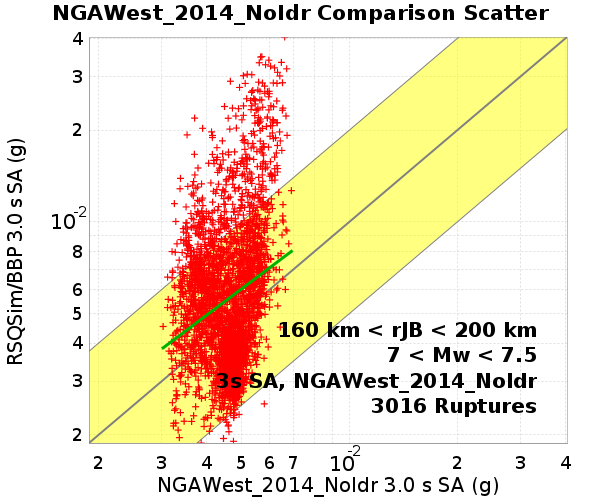 NGAWest_2014_NoIdr Comparison Scatter
RSQSim/BBP 3.0 s SA (g)
4
3
2
10-2
8
6
5
4
3
2
160 km < rJB < 200 km
7 < Mw < 7.5
3s SA, NGAWest_2014_NoIdr
3016 Ruptures
2 3 4 5 6 7 10-2 2 3 4
NGAWest_2014_NoIdr 3.0 s SA (g)